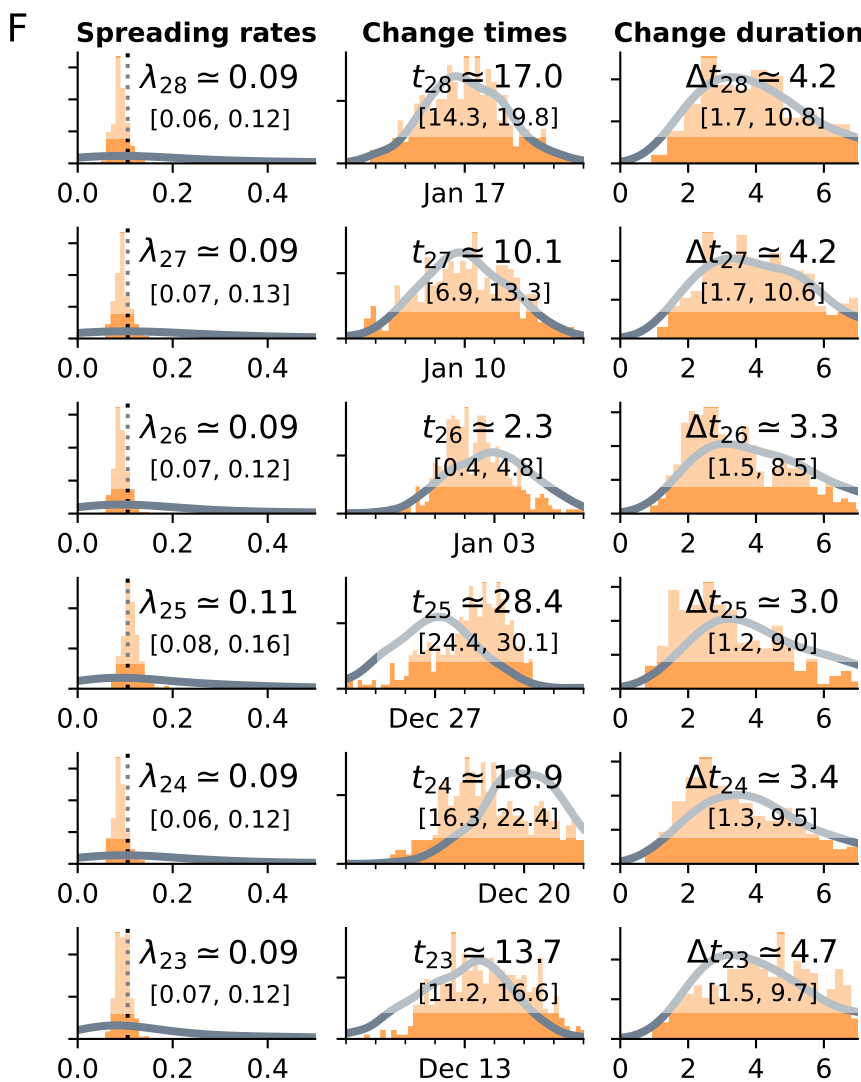 F
Spreading rates Change times Change duration
λ28 ≃ 0.09 t28 ≃ 17.0 Δt28 ≃ 4.2
[0.06, 0.12] [14.3, 19.8] [1.7, 10.8]
0.0 0.2 0.4 Jan 17 0 2 4 6
λ27 ≃ 0.09 t27 ≃ 10.1 Δt27 ≃ 4.2
[0.07, 0.13] [6.9, 13.3] [1.7, 10.6]
0.0 0.2 0.4 Jan 10 0 2 4 6
λ26 ≃ 0.09 t26 ≃ 2.3 Δt26 ≃ 3.3
[0.07, 0.12] [0.4, 4.8] [1.5, 8.5]
0.0 0.2 0.4 Jan 03 0 2 4 6
λ25 ≃ 0.11 t25 ≃ 28.4 Δt25 ≃ 3.0
[0.08, 0.16] [24.4, 30.1] [1.2, 9.0]
0.0 0.2 0.4 Dec 27 0 2 4 6
λ24 ≃ 0.09 t24 ≃ 18.9 Δt24 ≃ 3.4
[0.06, 0.12] [16.3, 22.4] [1.3, 9.5]
0.0 0.2 0.4 Dec 20 0 2 4 6
λ23 ≃ 0.09 t23 ≃ 13.7 Δt23 ≃ 4.7
[0.07, 0.12] [11.2, 16.6] [1.5, 9.7]
0.0 0.2 0.4 Dec 13 0 2 4 6